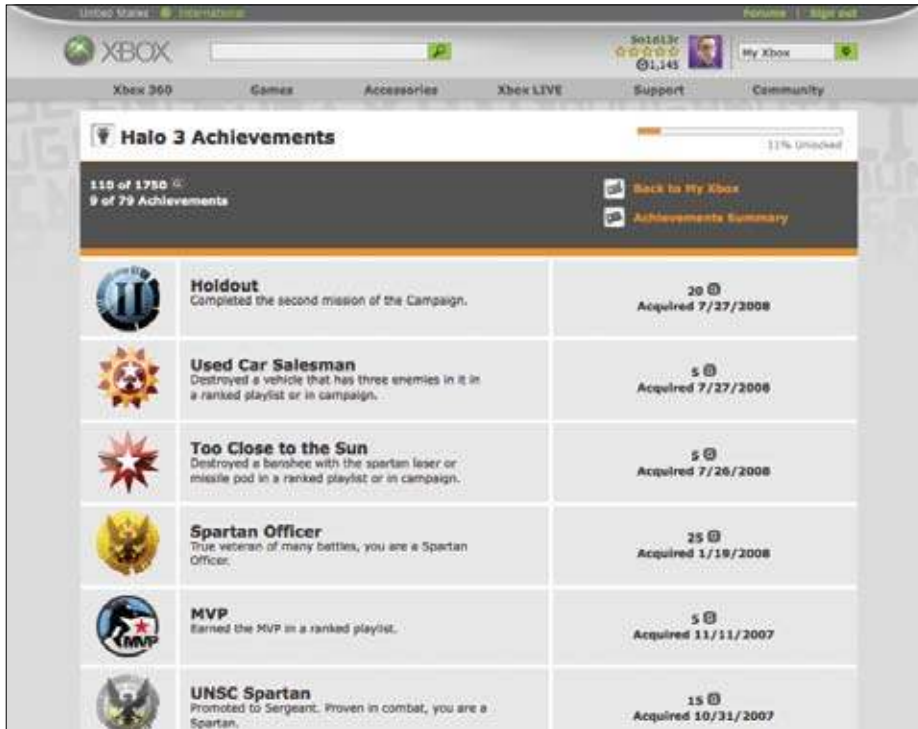 United States International
Forums | Sign out
XBOX
So1d13r
1,145
My Xbox
Xbox 360 Games Accessories Xbox LIVE Support Community
Halo 3 Achievements
11% Unlocked
110 of 1750
9 of 79 Achievements
Back to My Xbox
Achievements Summary
II
Holdout
Completed the second mission of the Campaign.
20 G
Acquired 7/27/2008
Used Car Salesman
Destroyed a vehicle that has three enemies in it in
a ranked playlist or in campaign.
5 G
Acquired 7/27/2008
Too Close to the Sun
Destroyed a banshee with the spartan laser or
missile pod in a ranked playlist or in campaign.
5 G
Acquired 7/26/2008
Spartan Officer
True veteran of many battles, you are a Spartan
Officer.
25 G
Acquired 1/19/2008
MVP
MVP
Earned the MVP in a ranked playlist.
5 G
Acquired 11/11/2007
UNSC Spartan
Promoted to Sergeant. Proven in combat, you are a
Spartan.
15 G
Acquired 10/31/2007